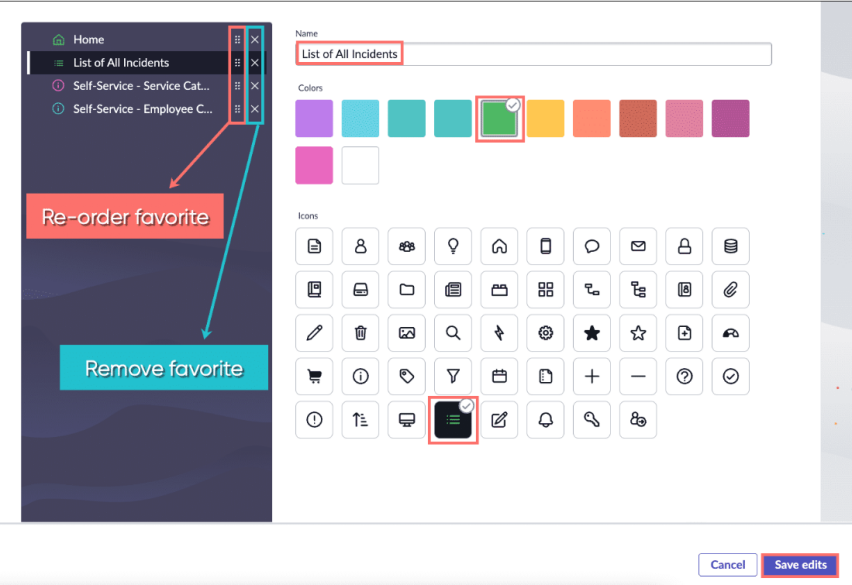 Home
List of All Incidents
Self-Service - Service Cat...
Self-Service - Employee C...
Re-order favorite
Remove favorite
Name
List of All Incidents
Colors
Icons
Cancel
Save edits